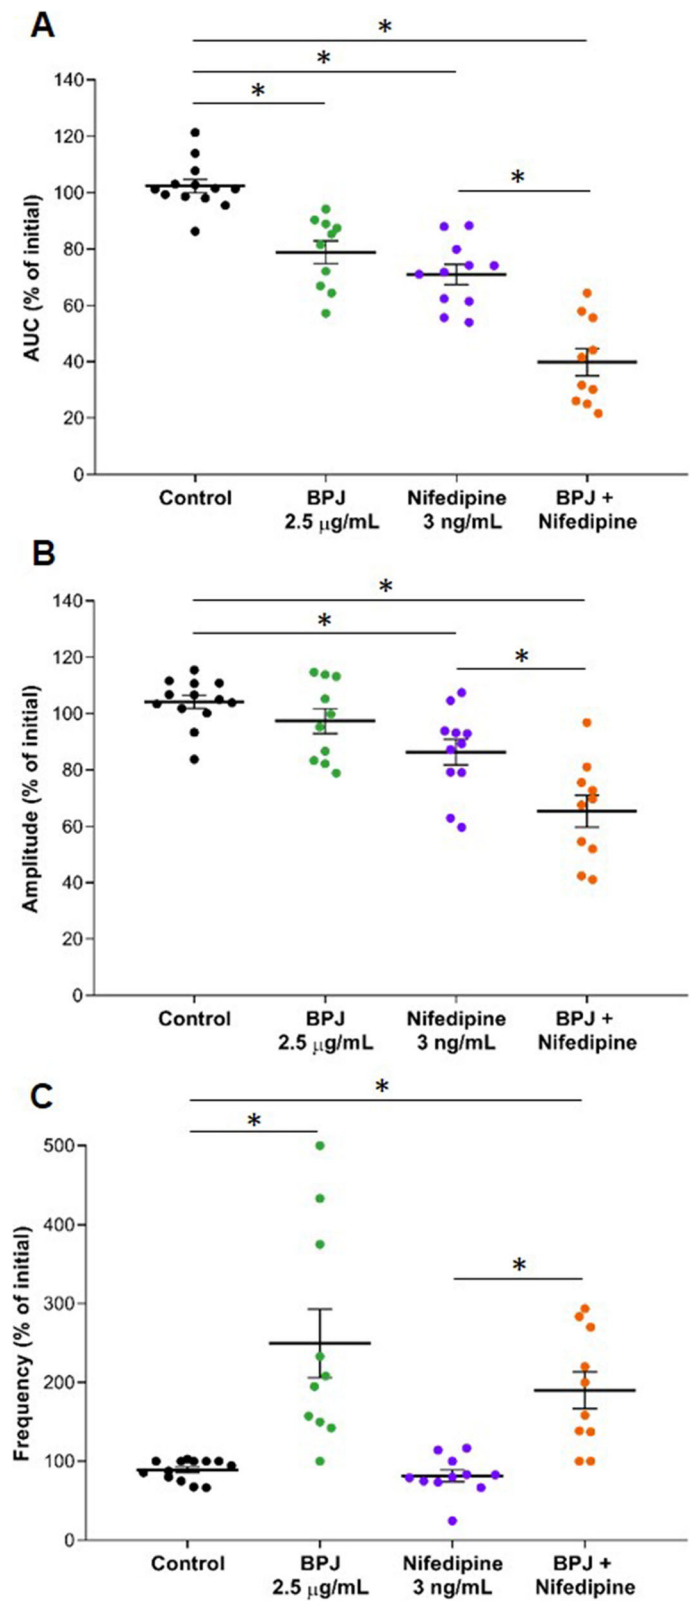 A
*
*
*
*
140
120
100
80
60
40
20
0
AUC (% of initial)
Control
BPJ
2.5 μg/mL
Nifedipine
3 ng/mL
BPJ +
Nifedipine
B
*
*
*
140
120
100
80
60
40
20
0
Amplitude (% of initial)
Control
BPJ
2.5 μg/mL
Nifedipine
3 ng/mL
BPJ +
Nifedipine
C
*
*
*
500
400
300
200
100
0
Frequency (% of initial)
Control
BPJ
2.5 μg/mL
Nifedipine
3 ng/mL
BPJ +
Nifedipine